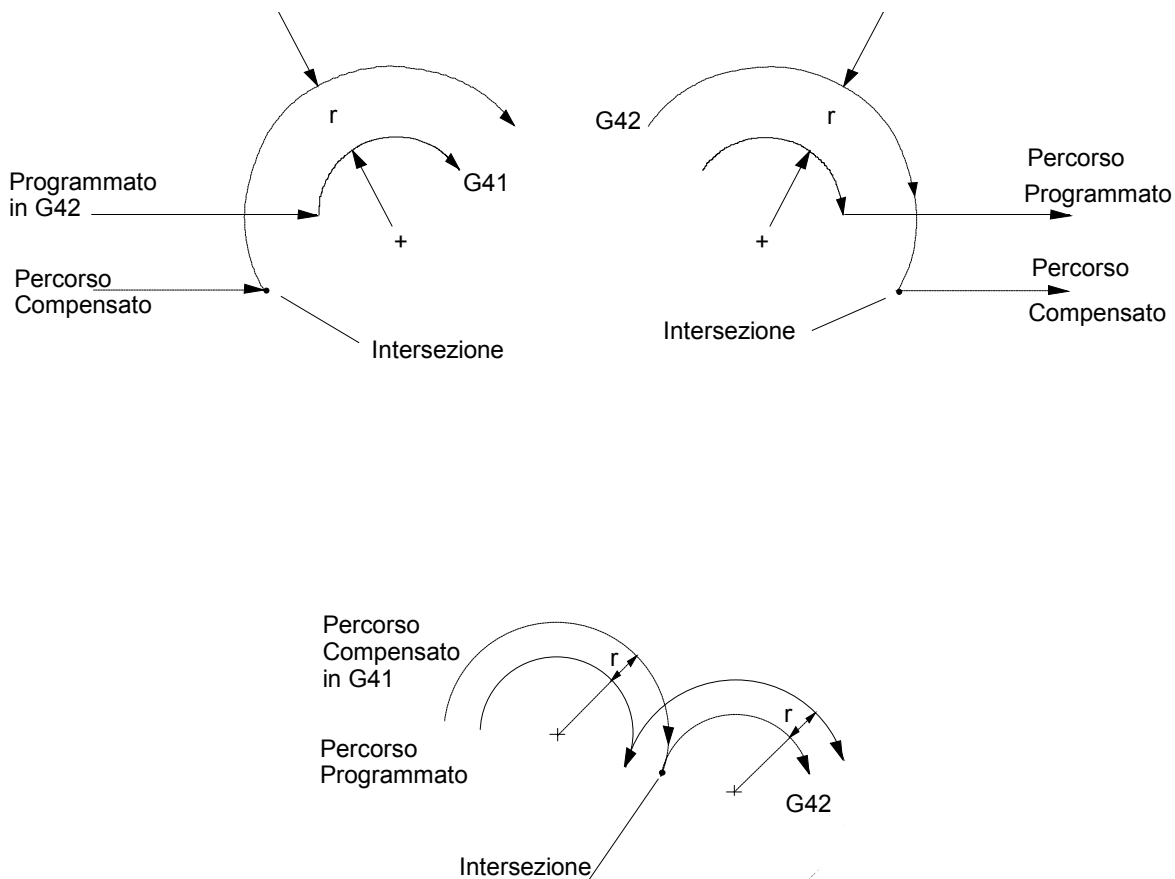 r
G41
Programmato
in G42
+
Percorso
Compensato
Intersezione
G42
r
Percorso
Programmato
+
Percorso
Compensato
Intersezione
Percorso
Compensato
in G41
r
Percorso
Programmato
r
G42
Intersezione